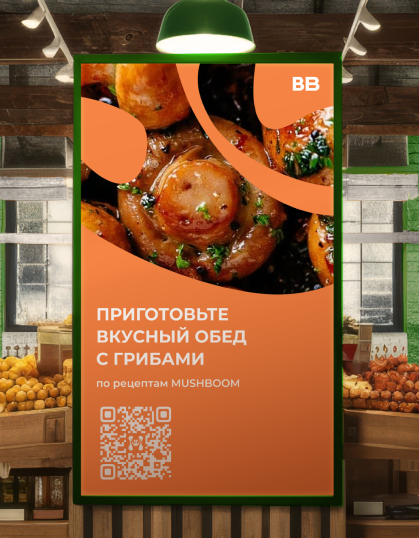 BB
ПРИГОТОВЬТЕ
ВКУСНЫЙ ОБЕД
С ГРИБАМИ
по рецептам MUSHBOOM